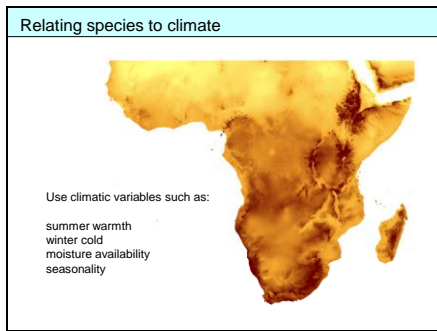 Relating species to climate
Use climatic variables such as:
summer warmth
winter cold
moisture availability
seasonality